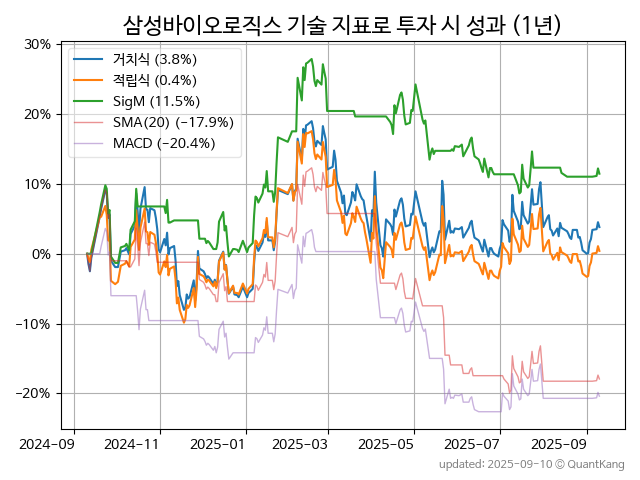 삼성바이오로직스 기술 지표로 투자 시 성과 (1년)
거치식 (3.8%)
적립식 (0.4%)
SigM (11.5%)
SMA(20) (−17.9%)
MACD (−20.4%)
30%
20%
10%
0%
−10%
−20%
2024−09 2024−11 2025−01 2025−03 2025−05 2025−07 2025−09
updated: 2025−09−10 © QuantKang